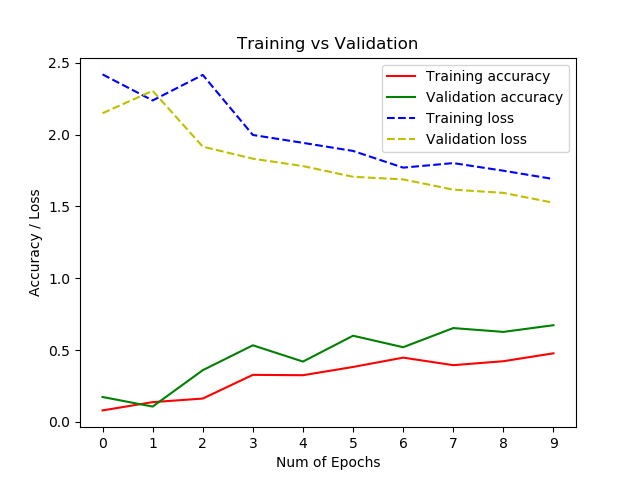 Training vs Validation
Training accuracy
Validation accuracy
Training loss
Validation loss
Accuracy / Loss
2.5
2.0
1.5
1.0
0.5
0.0
0 1 2 3 4 5 6 7 8 9
Num of Epochs